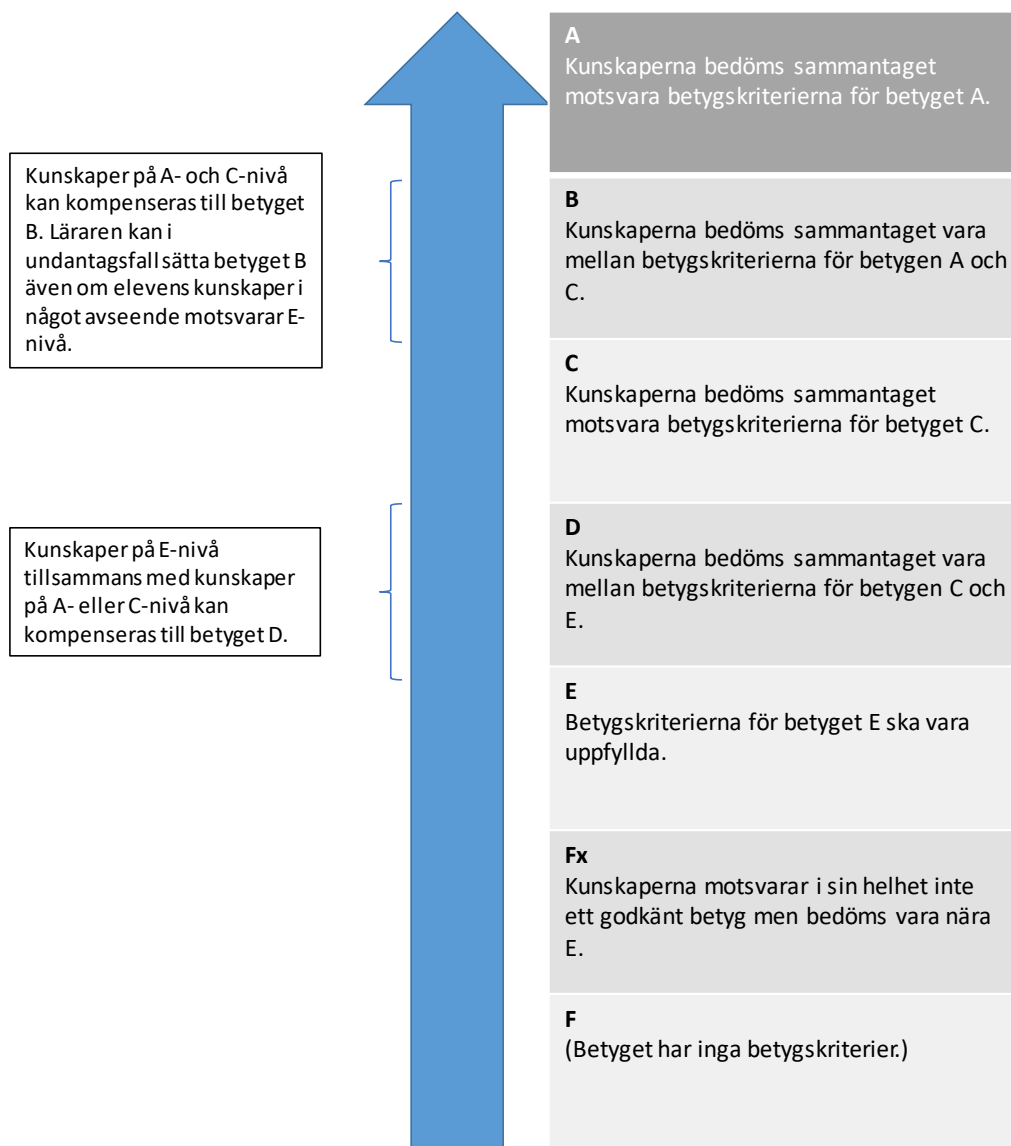 A
Kunskaperna bedöms sammantaget
motsvara betygskriterierna för betyget A.
Kunskaper på A- och C-nivå
kan kompenseras till betyget
B. Läraren kan i
undantagsfall sätta betyget B
även om elevens kunskaper i
något avseende motsvarar E-
nivå.
B
Kunskaperna bedöms sammantaget vara
mellan betygskriterierna för betygen A och
C.
C
Kunskaperna bedöms sammantaget
motsvara betygskriterierna för betyget C.
Kunskaper på E-nivå
tillsammans med kunskaper
på A- eller C-nivå kan
kompenseras till betyget D.
D
Kunskaperna bedöms sammantaget vara
mellan betygskriterierna för betygen C och
E.
E
Betygskriterierna för betyget E ska vara
uppfyllda.
Fx
Kunskaperna motsvarar i sin helhet inte
ett godkänt betyg men bedöms vara nära
E.
F
(Betyget har inga betygskriterier.)